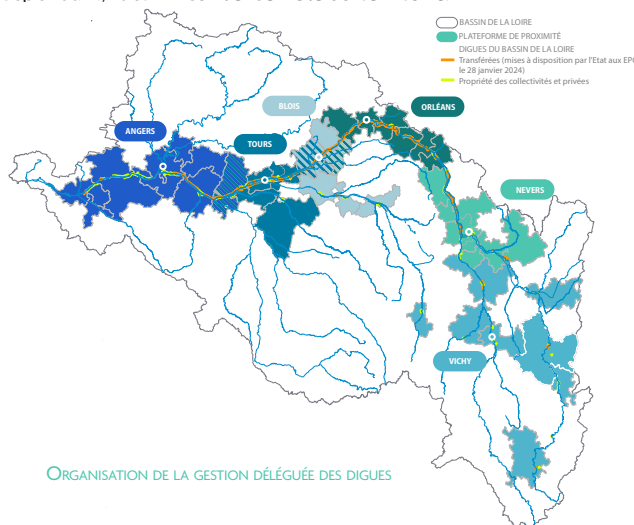 BASSIN DE LA LOIRE
PLATEFORME DE PROXIMITÉ
DIGUES DU BASSIN DE LA LOIRE
Transférées (mises à disposition par l'Etat aux EPC
le 28 janvier 2024)
Propriété des collectivités et privées
BLOIS
ORLÉANS
ANGERS
TOURS
NEVERS
VICHY
ORGANISATION DE LA GESTION DÉLÉGUÉE DES DIGUES